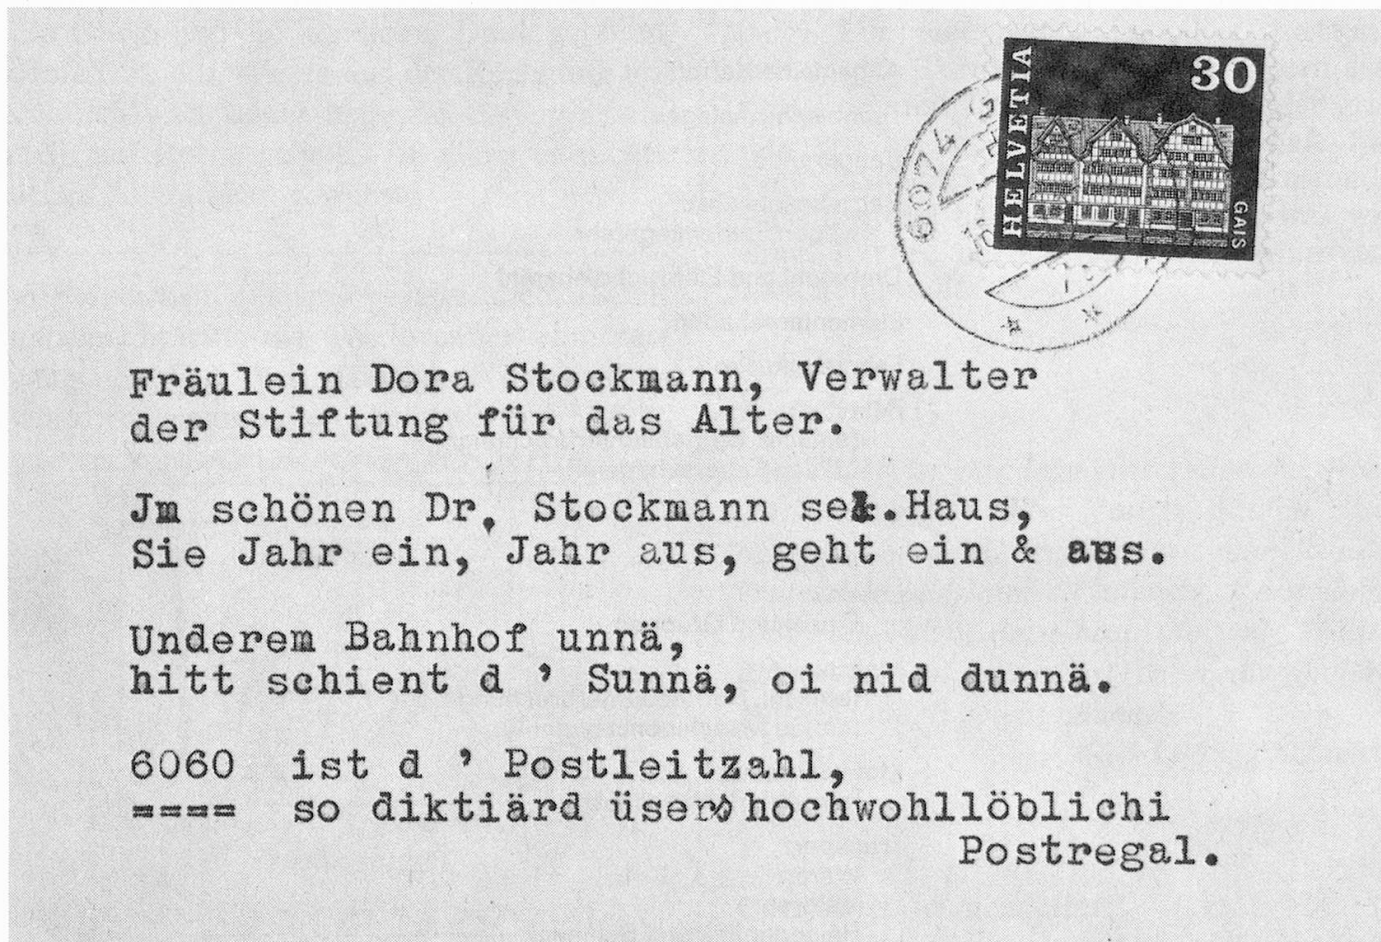 HELVETIA
30
GAIS
6074
Fräulein Dora Stockmann, Verwalter
der Stiftung für das Alter.
Jm schönen Dr. Stockmann sel.Haus,
Sie Jahr ein, Jahr aus, geht ein & aus.
Underem Bahnhof unnä,
hitt schient d ' Sunnä, oi nid dunnä.
6060 ist d ' Postleitzahl,
==== so diktiärd üser hochwohllöblichi
Postregal.